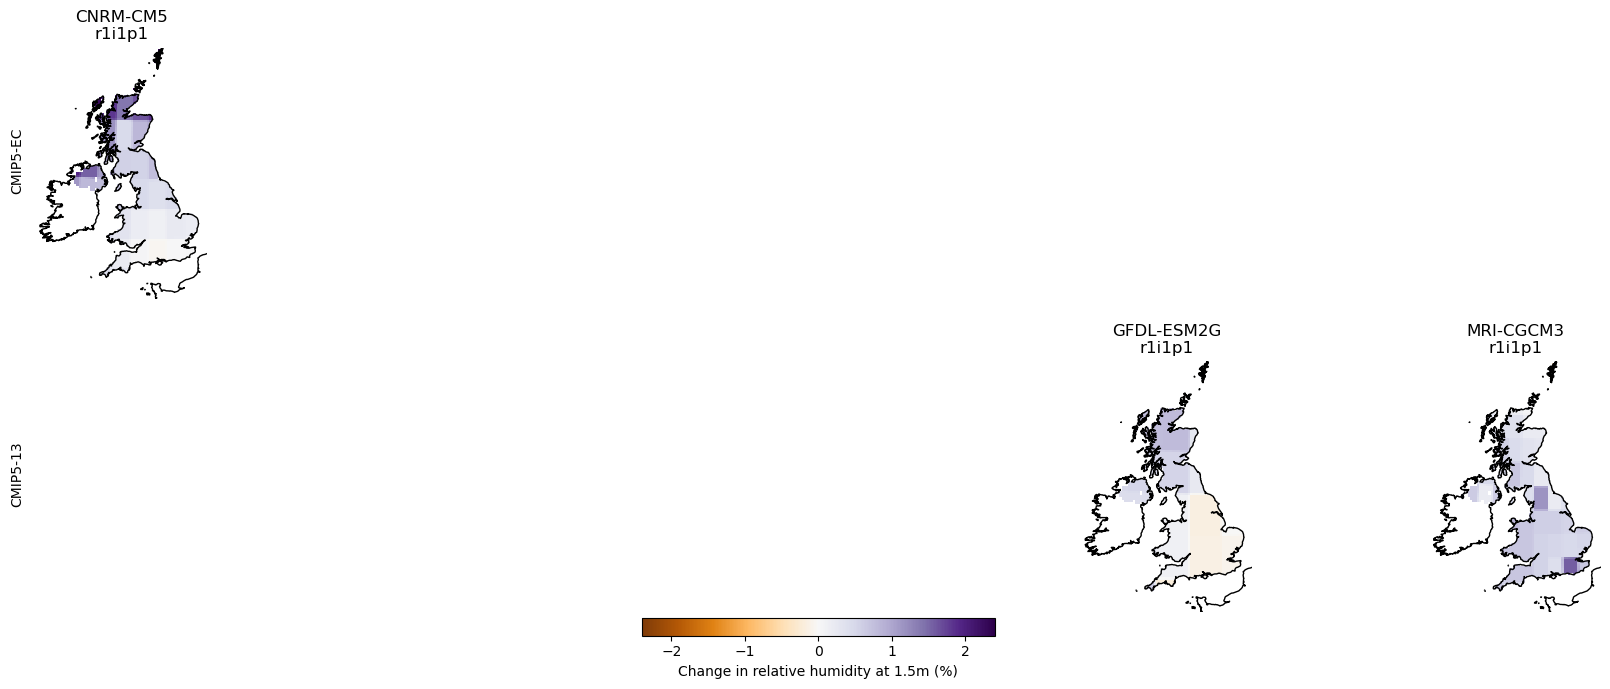 CNRM-CM5
r1i1p1
CMIP5-EC
GFDL-ESM2G
r1i1p1
MRI-CGCM3
r1i1p1
CMIP5-13
−2
−1
0
1
2
Change in relative humidity at 1.5m (%)